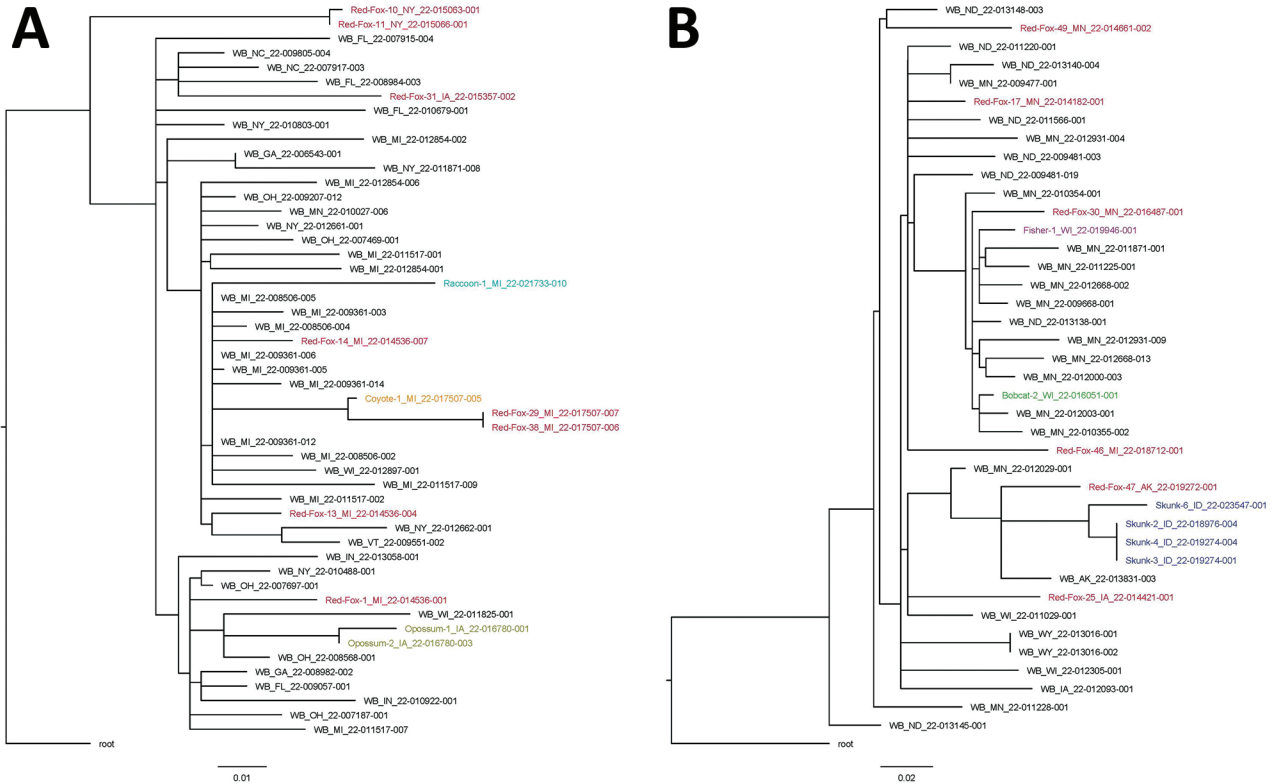 A
Red-Fox-10_NY_22-015063-001
Red-Fox-11_NY_22-015066-001
WB_FL_22-007915-004
WB_NC_22-009805-004
WB_NC_22-007917-003
WB_FL_22-008984-003
Red-Fox-31_IA_22-015357-002
WB_FL_22-010679-001
WB_NY_22-010803-001
WB_MI_22-012854-002
WB_GA_22-006543-001
WB_NY_22-011871-008
WB_MI_22-012854-006
WB_OH_22-009207-012
WB_MN_22-010027-006
WB_NY_22-012661-001
WB_OH_22-007469-001
WB_MI_22-011517-001
WB_MI_22-012854-001
Raccoon-1_MI_22-021733-010
WB_MI_22-008506-005
WB_MI_22-009361-003
WB_MI_22-008506-004
Red-Fox-14_MI_22-014536-007
WB_MI_22-009361-006
WB_MI_22-009361-005
WB_MI_22-009361-014
Coyote-1_MI_22-017507-005
Red-Fox-29_MI_22-017507-007
Red-Fox-38_MI_22-017507-006
WB_MI_22-009361-012
WB_MI_22-008506-002
WB_WI_22-012897-001
WB_MI_22-011517-009
WB_MI_22-011517-002
Red-Fox-13_MI_22-014536-004
WB_NY_22-012662-001
WB_VT_22-009551-002
WB_IN_22-013058-001
WB_NY_22-010488-001
WB_OH_22-007697-001
Red-Fox-1_MI_22-014536-001
WB_WI_22-011825-001
Opossum-1_IA_22-016780-001
Opossum-2_IA_22-016780-003
WB_OH_22-008568-001
WB_GA_22-008982-002
WB_FL_22-009057-001
WB_IN_22-010922-001
WB_OH_22-007187-001
WB_MI_22-011517-007
root
0.01
B
WB_ND_22-013148-003
Red-Fox-49_MN_22-014661-002
WB_ND_22-011220-001
WB_ND_22-013140-004
WB_MN_22-009477-001
Red-Fox-17_MN_22-014182-001
WB_ND_22-011566-001
WB_MN_22-012931-004
WB_ND_22-009481-003
WB_ND_22-009481-019
WB_MN_22-010354-001
Red-Fox-30_MN_22-016487-001
Fisher-1_WI_22-019946-001
WB_MN_22-011871-001
WB_MN_22-011225-001
WB_MN_22-012668-002
WB_MN_22-009668-001
WB_ND_22-013138-001
WB_MN_22-012931-009
WB_MN_22-012668-013
WB_MN_22-012000-003
Bobcat-2_WI_22-016051-001
WB_MN_22-012003-001
WB_MN_22-010355-002
Red-Fox-46_MI_22-018712-001
WB_MN_22-012029-001
Red-Fox-47_AK_22-019272-001
Skunk-6_ID_22-023547-001
Skunk-2_ID_22-018976-004
Skunk-4_ID_22-019274-004
Skunk-3_ID_22-019274-001
WB_AK_22-013831-003
Red-Fox-25_IA_22-014421-001
WB_WI_22-011029-001
WB_WY_22-013016-001
WB_WY_22-013016-002
WB_WI_22-012305-001
WB_IA_22-012093-001
WB_MN_22-011228-001
WB_ND_22-013145-001
root
0.02